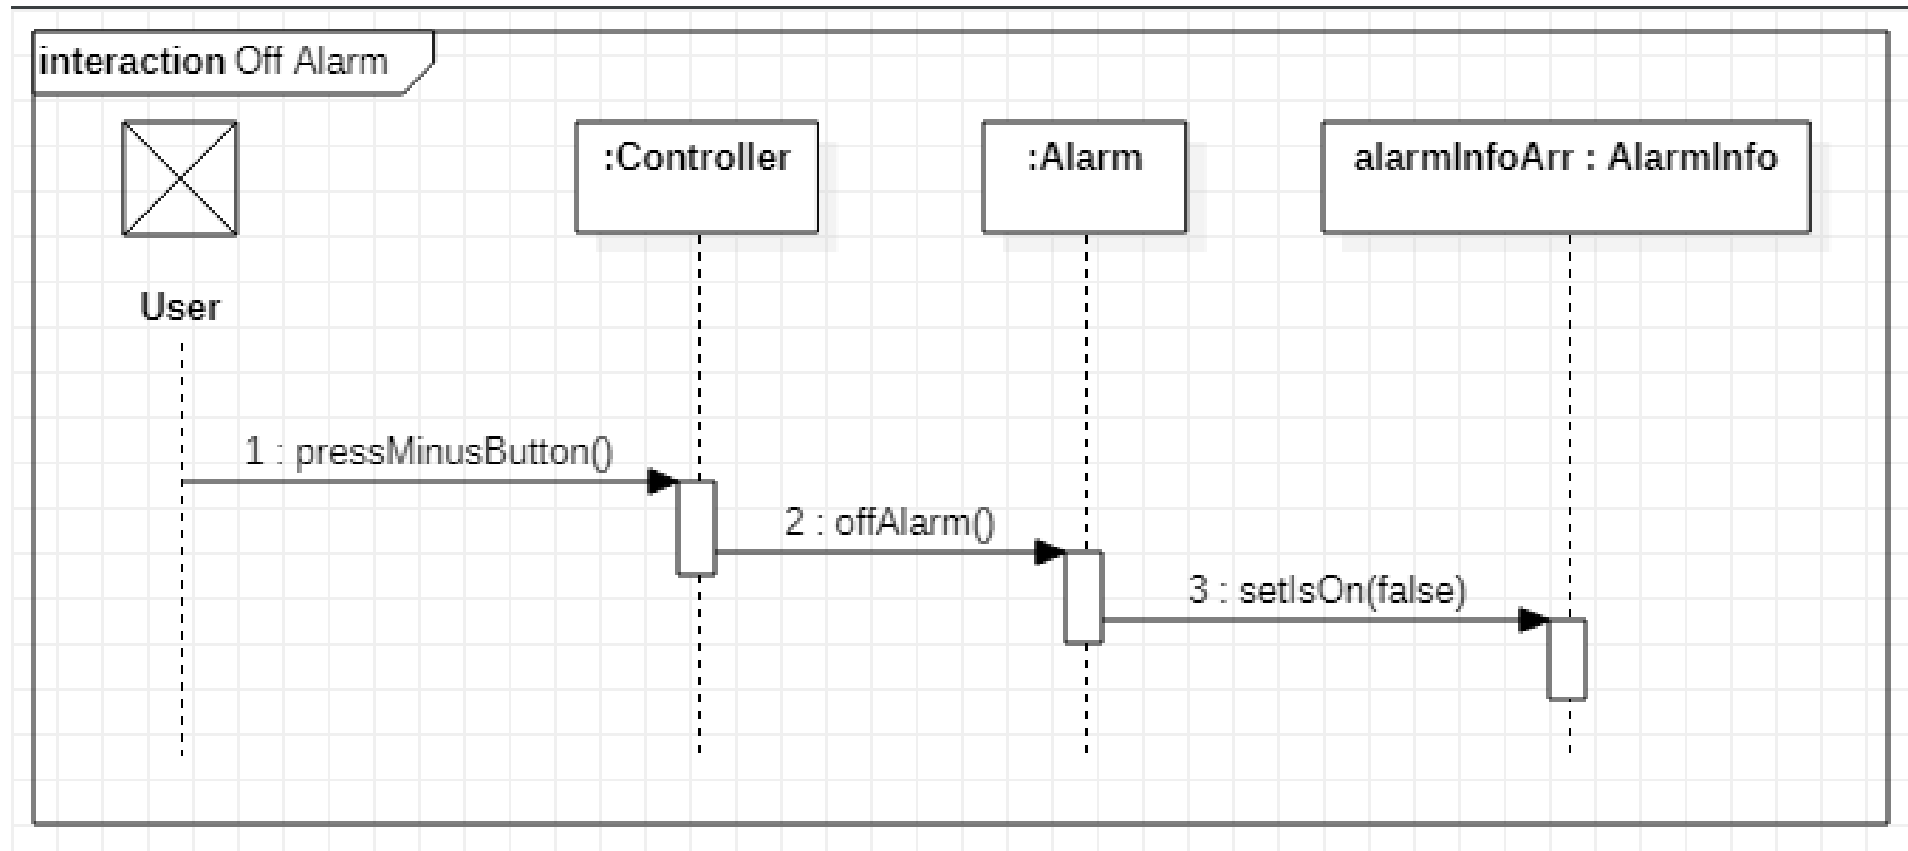 interaction Off Alarm
:Controller
:Alarm
alarmInfoArr : AlarmInfo
User
1 : pressMinusButton()
2 : offAlarm()
3 : setIsOn(false)